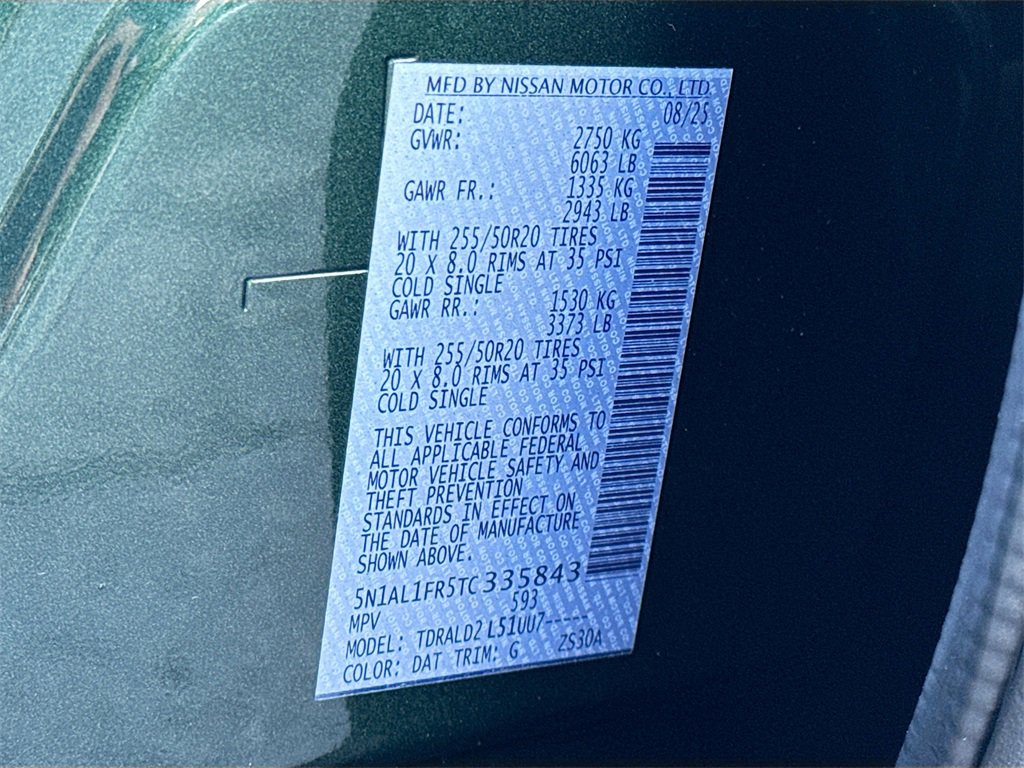 MFD BY NISSAN MOTOR CO., LTD.
DATE: 08/25
GVWR: 2750 KG
6063 LB
GAWR FR.: 1335 KG
2943 LB
WITH 255/50R20 TIRES
20 X 8.0 RIMS AT 35 PSI
COLD SINGLE
GAWR RR.: 1530 KG
3373 LB
WITH 255/50R20 TIRES
20 X 8.0 RIMS AT 35 PSI
COLD SINGLE
THIS VEHICLE CONFORMS TO
ALL APPLICABLE FEDERAL
MOTOR VEHICLE SAFETY AND
THEFT PREVENTION
STANDARDS IN EFFECT ON
THE DATE OF MANUFACTURE
SHOWN ABOVE.
5N1AL1FR5TC335843
MPV 593
MODEL: TDRALD2 L51UU7-----
COLOR: DAT TRIM: G ZS30A